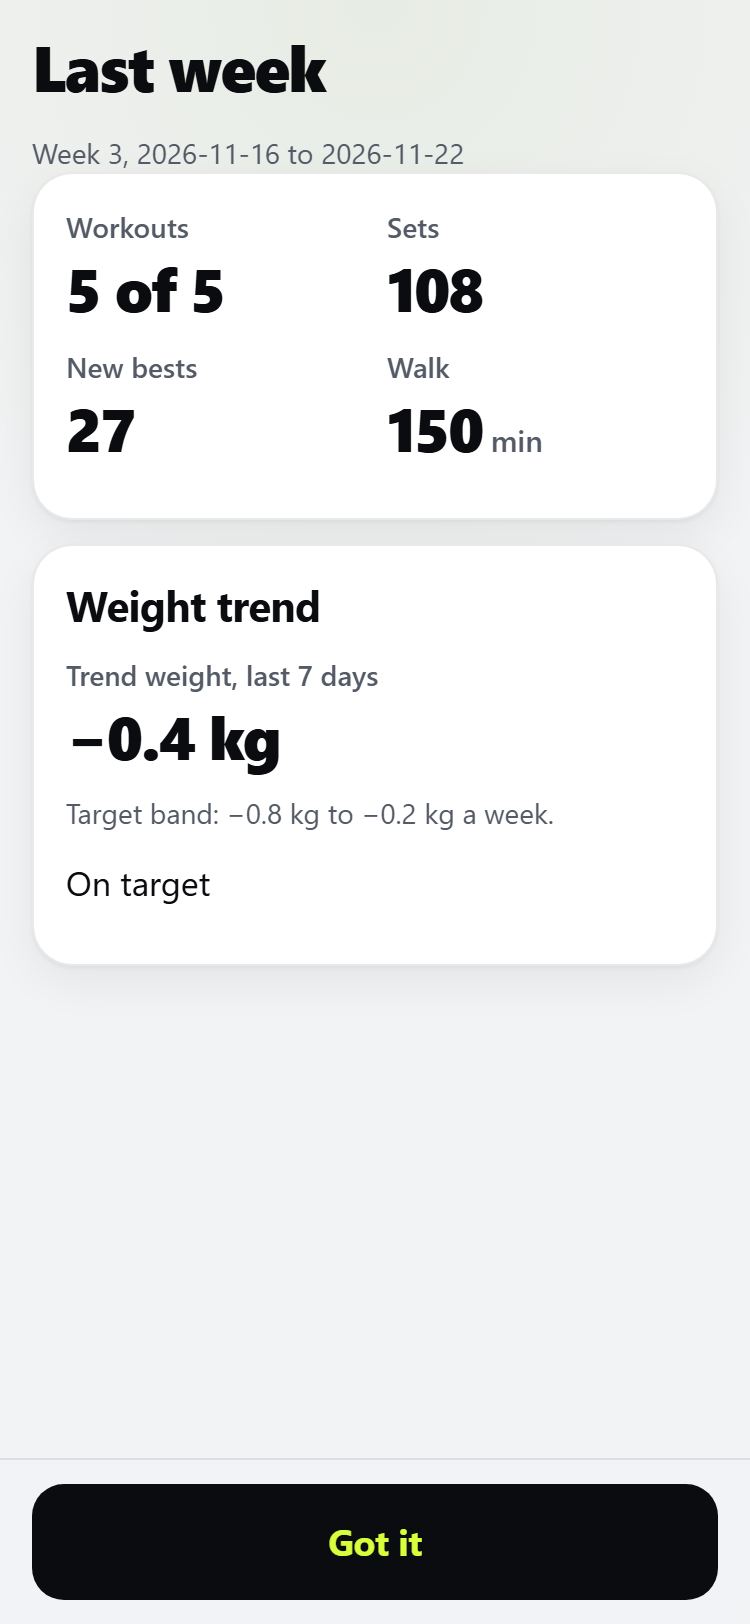 Last week
Week 3, 2026-11-16 to 2026-11-22
Workouts
5 of 5
Sets
108
New bests
27
Walk
150 min
Weight trend
Trend weight, last 7 days
−0.4 kg
Target band: −0.8 kg to −0.2 kg a week.
On target
Got it